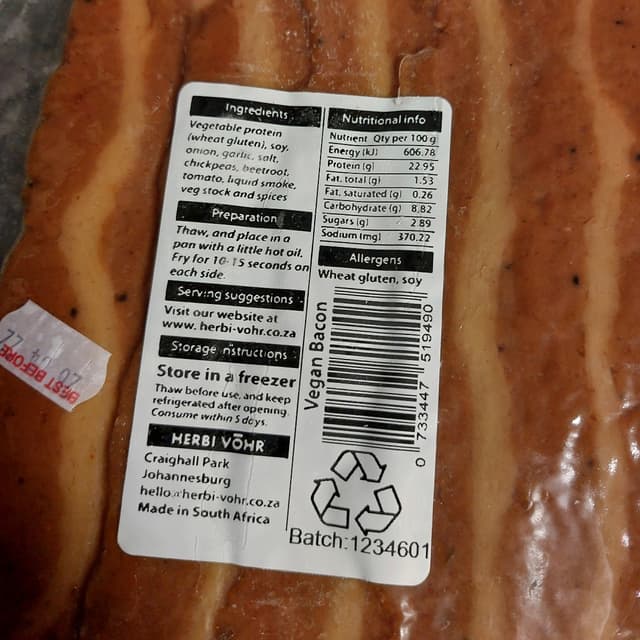 Ingredients
Vegetable protein
(wheat gluten), soy,
onion, garlic, salt,
chickpeas, beetroot,
tomato, liquid smoke,
veg stock and spices
Preparation
Thaw, and place in a
pan with a little hot oil.
Fry for 10-15 seconds on
each side.
Serving suggestions
Visit our website at
www.herbi-vohr.co.za
Storage instructions
Store in a freezer
Thaw before use, and keep
refrigerated after opening.
Consume within 5 days.
HERBI VŌHR
Craighall Park
Johannesburg
hello@herbi-vohr.co.za
Made in South Africa
Nutritional info
Nutrient Qty per 100 g
Energy (kJ) 606.78
Protein (g) 22.95
Fat, total (g) 1.53
Fat, saturated (g) 0.26
Carbohydrate (g) 8.82
Sugars (g) 2.89
Sodium (mg) 370.22
Allergens
Wheat gluten, soy
Vegan Bacon
0 733447 519490
Batch:1234601
BEST BEFORE
28 04 22